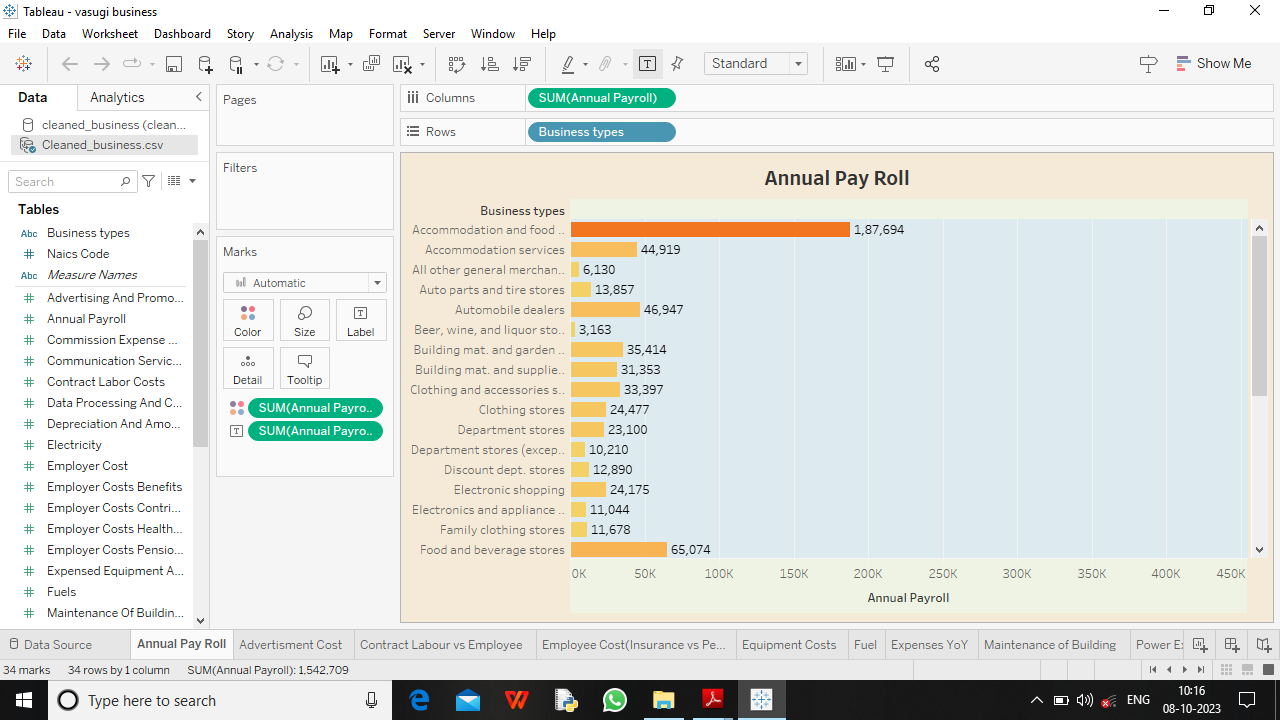 Tableau - vasugi business
File Data Worksheet Dashboard Story Analysis Map Format Server Window Help
Standard
Show Me
Data Analytics
cleaned_business (clean...
Cleaned_business.csv
Search
Tables
Abc Business types
Naics Code
Abc Measure Names
Advertising And Promo...
Annual Payroll
Commission Expense ...
Communication Servic...
Contract Labor Costs
Data Processing And C...
Depreciation And Amo...
Electricity
Employer Cost
Employer Costs Benefits
Employer Costs Contri...
Employer Costs Health...
Employer Costs Pensio...
Expensed Equipment A...
Fuels
Maintenance Of Buildin...
Pages
Filters
Marks
Automatic
Color Size Label
Detail Tooltip
SUM(Annual Payro..
SUM(Annual Payro..
Columns SUM(Annual Payroll)
Rows Business types
Annual Pay Roll
Business types
Accommodation and food .. 1,87,694
Accommodation services 44,919
All other general merchan.. 6,130
Auto parts and tire stores 13,857
Automobile dealers 46,947
Beer, wine, and liquor sto.. 3,163
Building mat. and garden .. 35,414
Building mat. and supplie.. 31,353
Clothing and accessories s.. 33,397
Clothing stores 24,477
Department stores 23,100
Department stores (excep.. 10,210
Discount dept. stores 12,890
Electronic shopping 24,175
Electronics and appliance .. 11,044
Family clothing stores 11,678
Food and beverage stores 65,074
0K 50K 100K 150K 200K 250K 300K 350K 400K 450K
Annual Payroll
Data Source Annual Pay Roll Advertisment Cost Contract Labour vs Employee Employee Cost(Insurance vs Pe... Equipment Costs Fuel Expenses YoY Maintenance of Building Power E
34 marks 34 rows by 1 column SUM(Annual Payroll): 1,542,709
Type here to search
ENG
10:16
08-10-2023